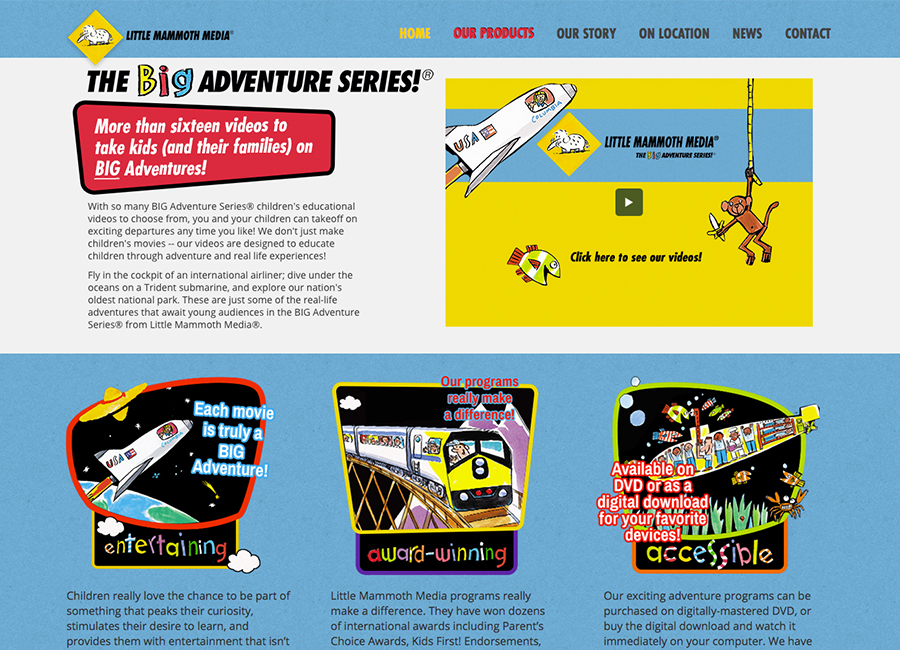 LITTLE MAMMOTH MEDIA®
HOME OUR PRODUCTS OUR STORY ON LOCATION NEWS CONTACT
THE Big ADVENTURE SERIES!®
More than sixteen videos to
take kids (and their families) on
BIG Adventures!
With so many BIG Adventure Series® children's educational
videos to choose from, you and your children can takeoff on
exciting departures any time you like! We don't just make
children's movies -- our videos are designed to educate
children through adventure and real life experiences!
Fly in the cockpit of an international airliner; dive under the
oceans on a Trident submarine, and explore our nation's
oldest national park. These are just some of the real-life
adventures that await young audiences in the BIG Adventure
Series® from Little Mammoth Media®.
COLUMBIA
USA
LITTLE MAMMOTH MEDIA®
THE Big ADVENTURE SERIES!®
Click here to see our videos!
Each movie
is truly a
BIG
Adventure!
USA
entertaining
Children really love the chance to be part of
something that peaks their curiosity,
stimulates their desire to learn, and
provides them with entertainment that isn't
Our programs
really make
a difference!
award-winning
Little Mammoth Media programs really
make a difference. They have won dozens
of international awards including Parent's
Choice Awards, Kids First! Endorsements,
Available on
DVD or as a
digital download
for your favorite
devices!
accessible
Our exciting adventure programs can be
purchased on digitally-mastered DVD, or
buy the digital download and watch it
immediately on your computer. We have